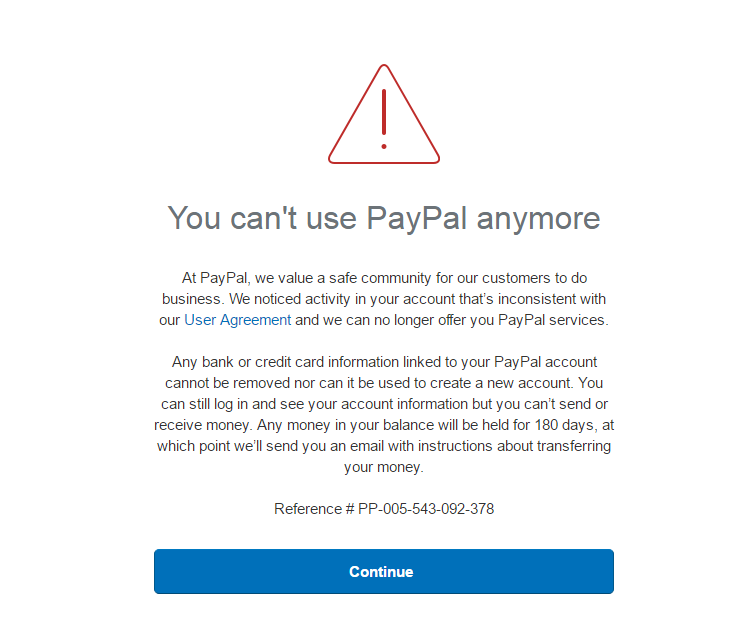 You can't use PayPal anymore
At PayPal, we value a safe community for our customers to do
business. We noticed activity in your account that's inconsistent with
our User Agreement and we can no longer offer you PayPal services.
Any bank or credit card information linked to your PayPal account
cannot be removed nor can it be used to create a new account. You
can still log in and see your account information but you can't send or
receive money. Any money in your balance will be held for 180 days, at
which point we'll send you an email with instructions about transferring
your money.
Reference # PP-005-543-092-378
Continue